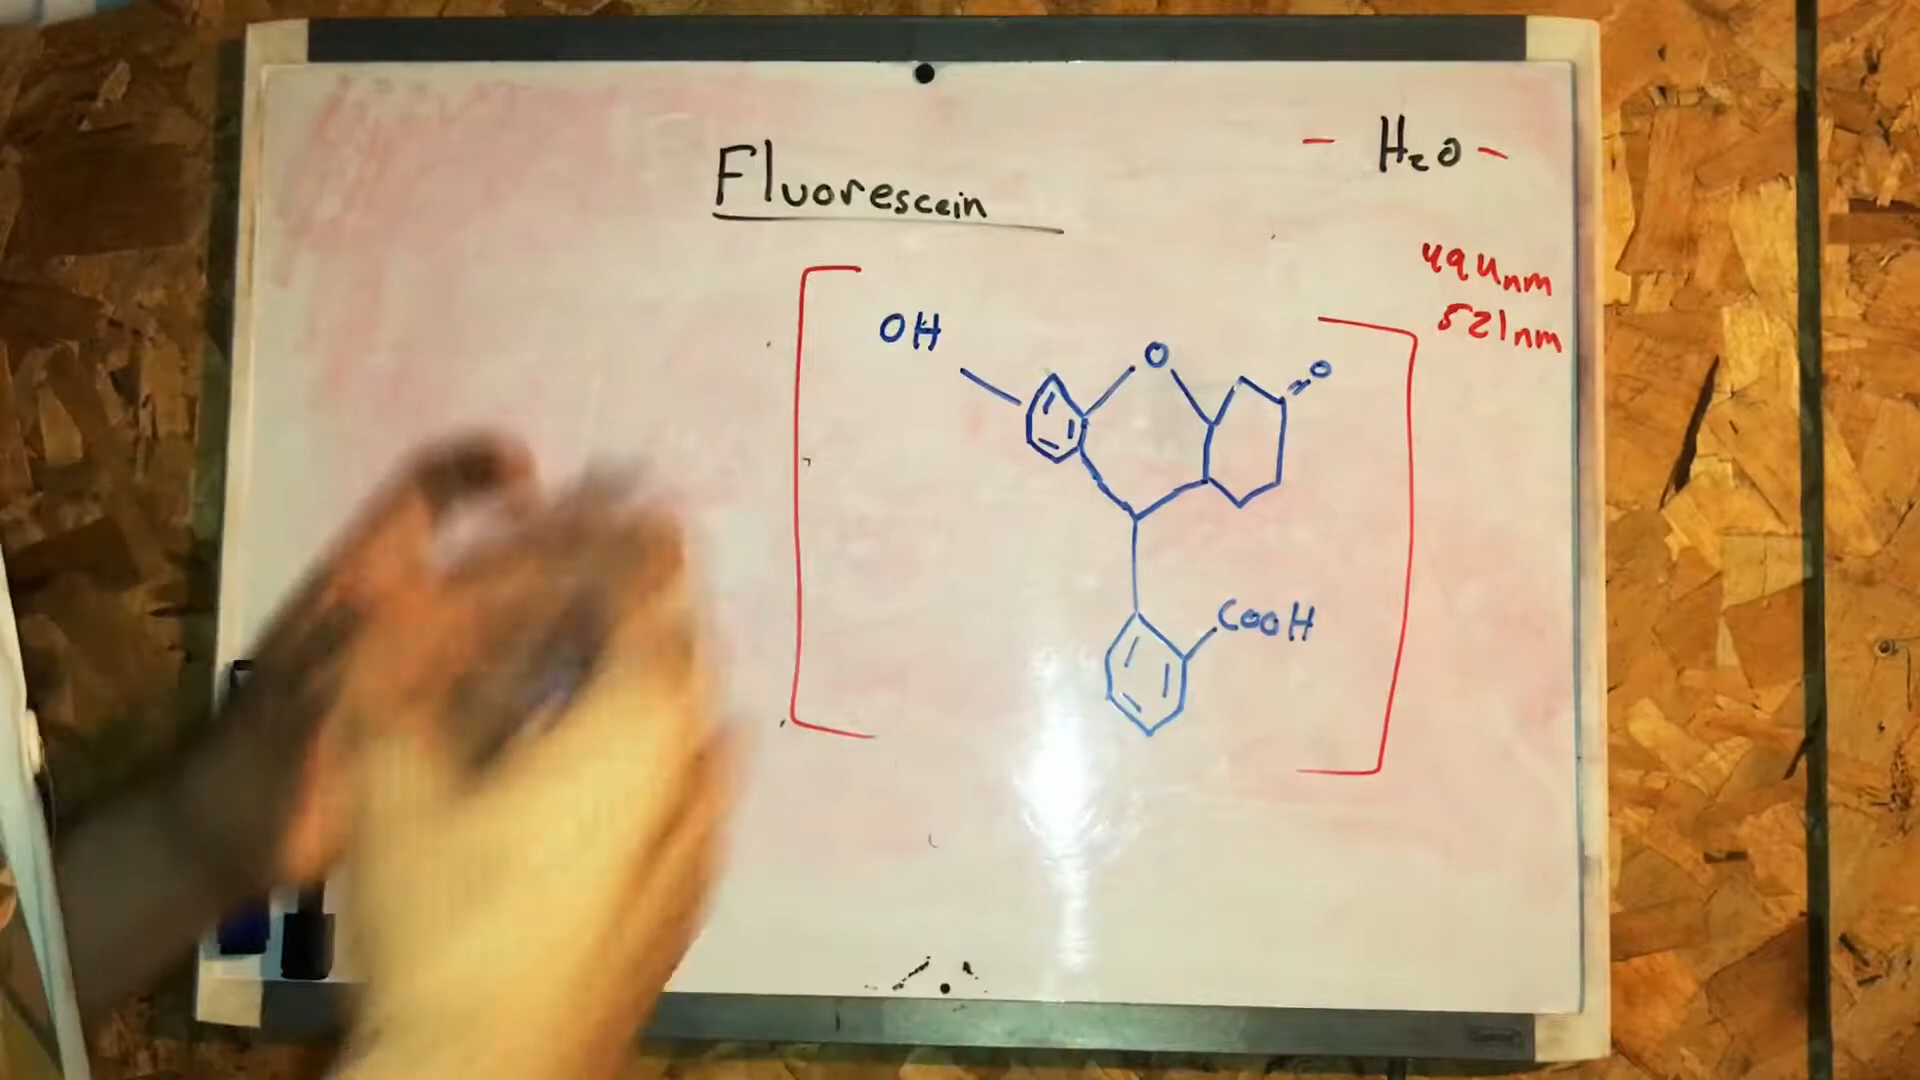 Fluorescein
- H₂O -
494nm
521nm
OH
O
O
COOH